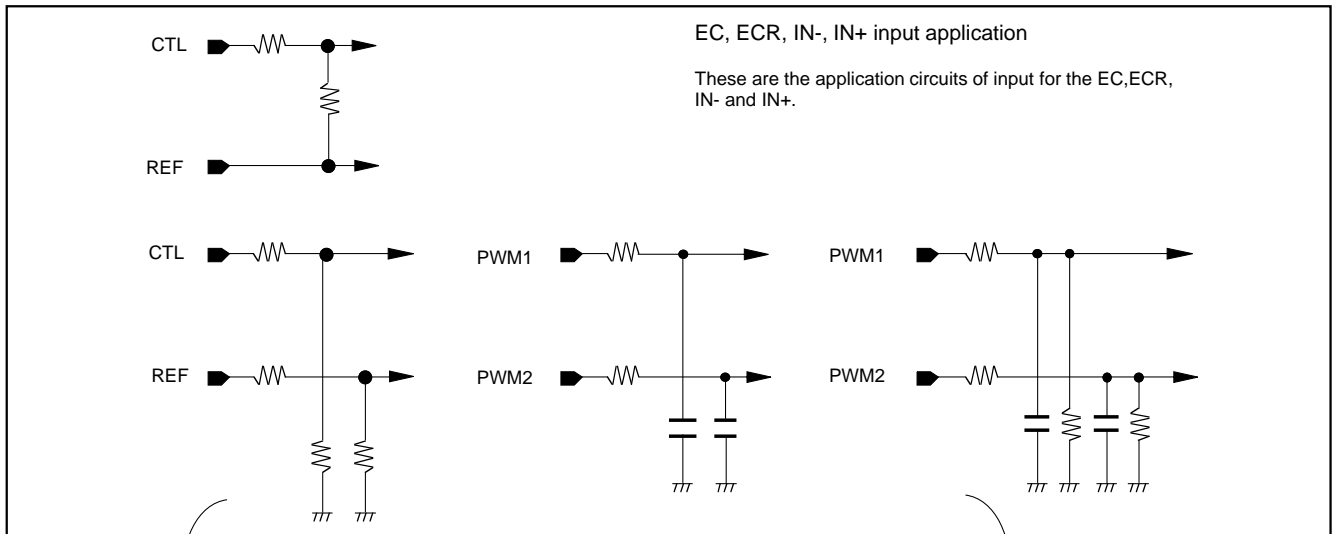 EC, ECR, IN-, IN+ input application
These are the application circuits of input for the EC,ECR,
IN- and IN+.
CTL
REF
CTL
PWM1
PWM1
REF
PWM2
PWM2